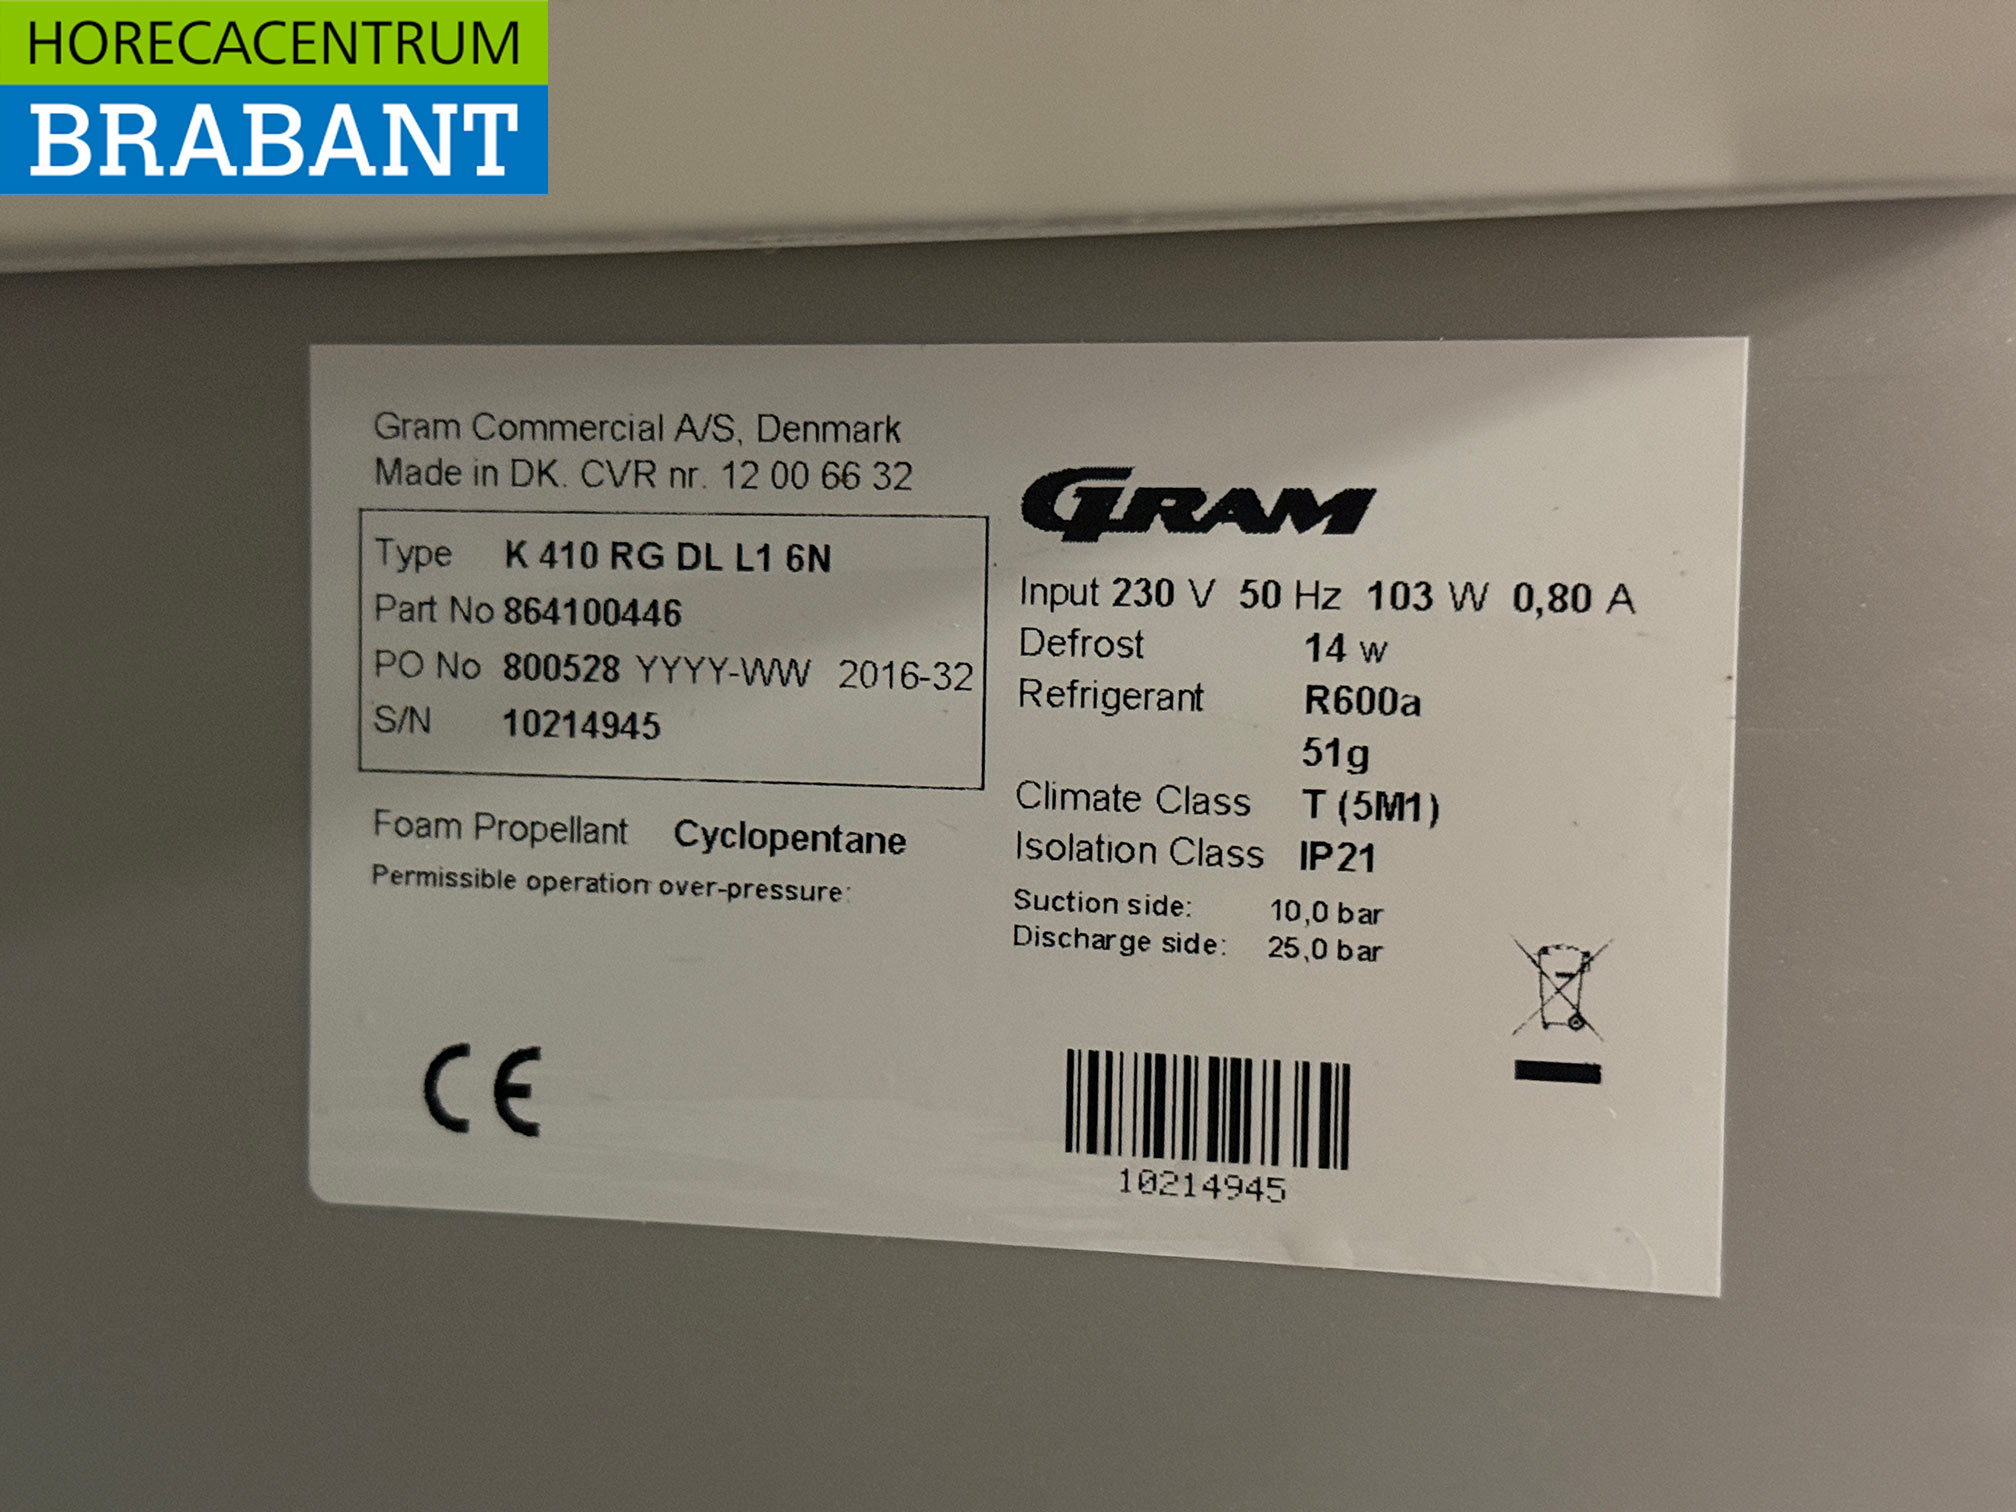 HORECACENTRUM
BRABANT
Gram Commercial A/S, Denmark
Made in DK. CVR nr. 12 00 66 32
Type K 410 RG DL L1 6N
Part No 864100446
PO No 800528 YYYY-WW 2016-32
S/N 10214945
Foam Propellant Cyclopentane
Permissible operation over-pressure:
GRAM
Input 230 V 50 Hz 103 W 0,80 A
Defrost 14 w
Refrigerant R600a
51g
Climate Class T (5M1)
Isolation Class IP21
Suction side: 10,0 bar
Discharge side: 25,0 bar
CE
10214945